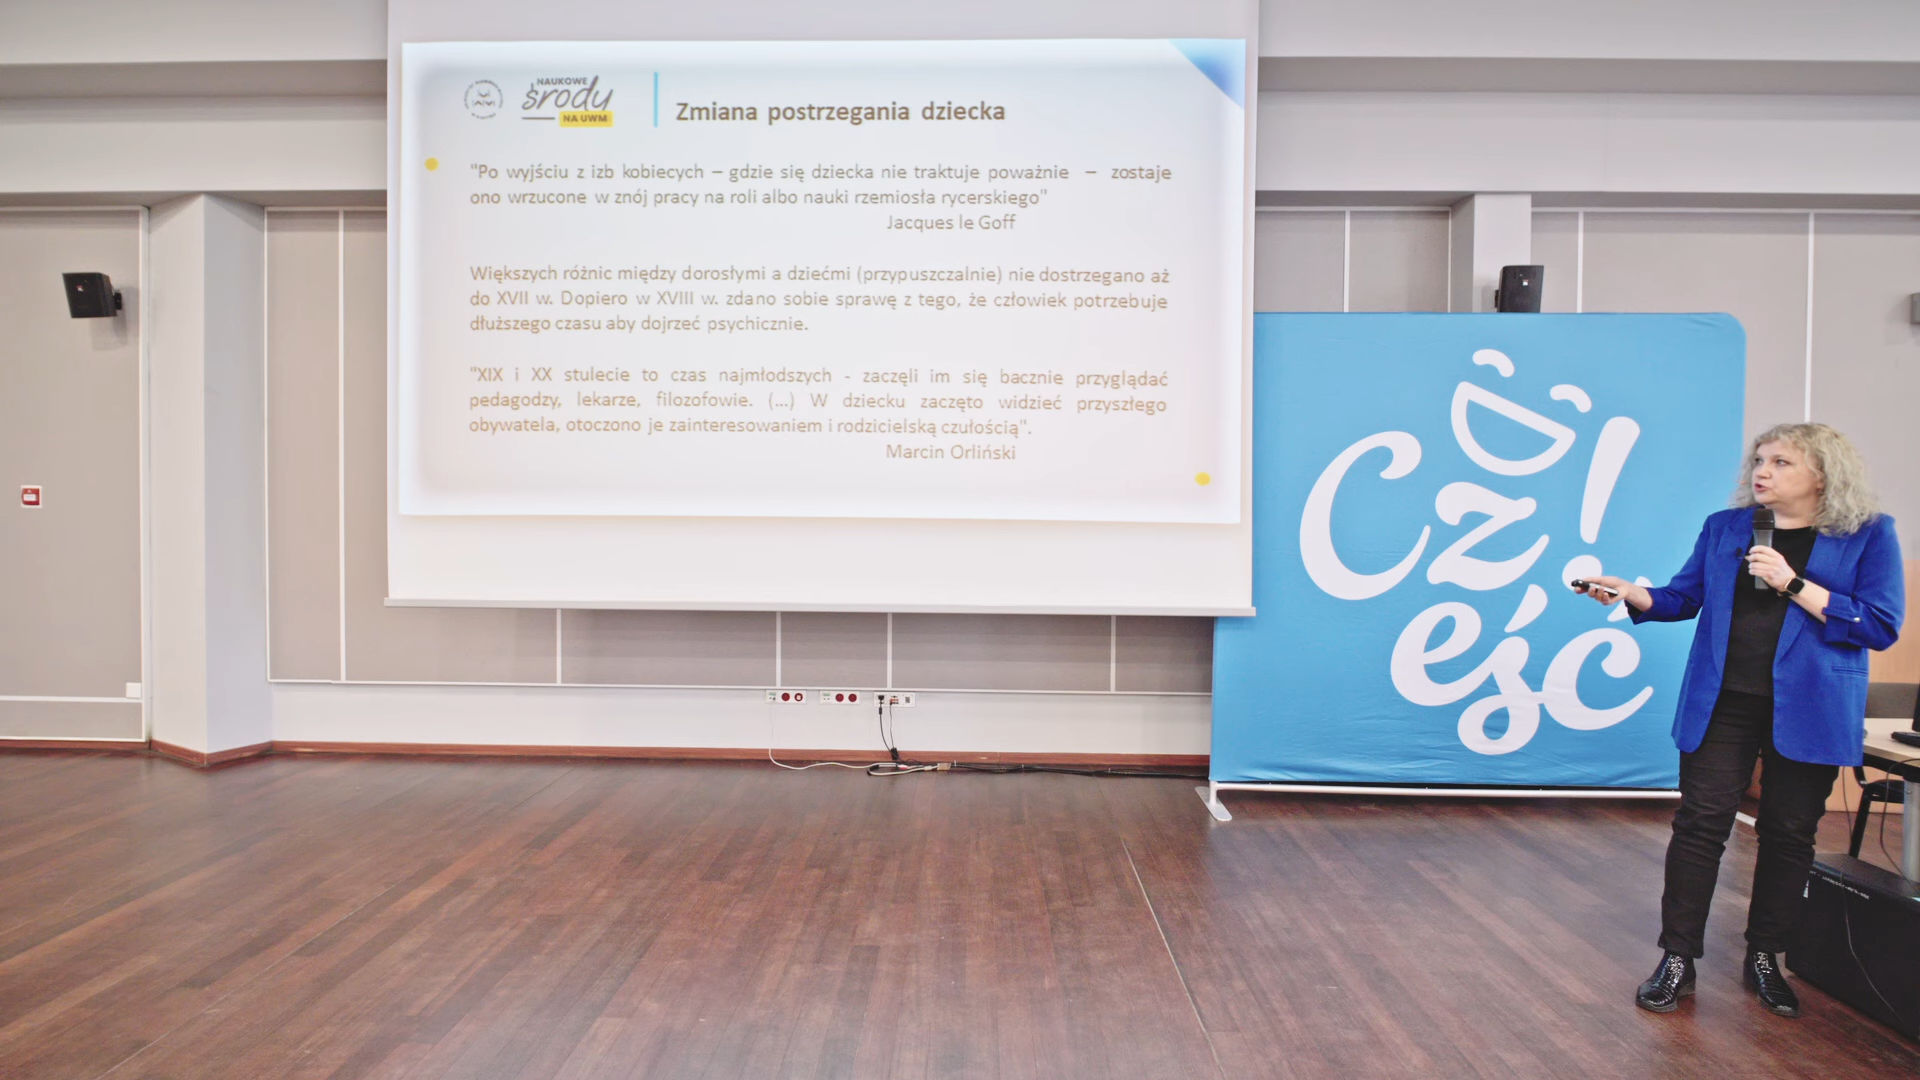 NAUKOWE
środy
NA UWM
Zmiana postrzegania dziecka
"Po wyjściu z izb kobiecych – gdzie się dziecka nie traktuje poważnie – zostaje
ono wrzucone w znój pracy na roli albo nauki rzemiosła rycerskiego"
Jacques le Goff
Większych różnic między dorosłymi a dziećmi (przypuszczalnie) nie dostrzegano aż
do XVII w. Dopiero w XVIII w. zdano sobie sprawę z tego, że człowiek potrzebuje
dłuższego czasu aby dojrzeć psychicznie.
"XIX i XX stulecie to czas najmłodszych - zaczęli im się bacznie przyglądać
pedagodzy, lekarze, filozofowie. (...) W dziecku zaczęto widzieć przyszłego
obywatela, otoczono je zainteresowaniem i rodzicielską czułością".
Marcin Orliński
Cz!
eść